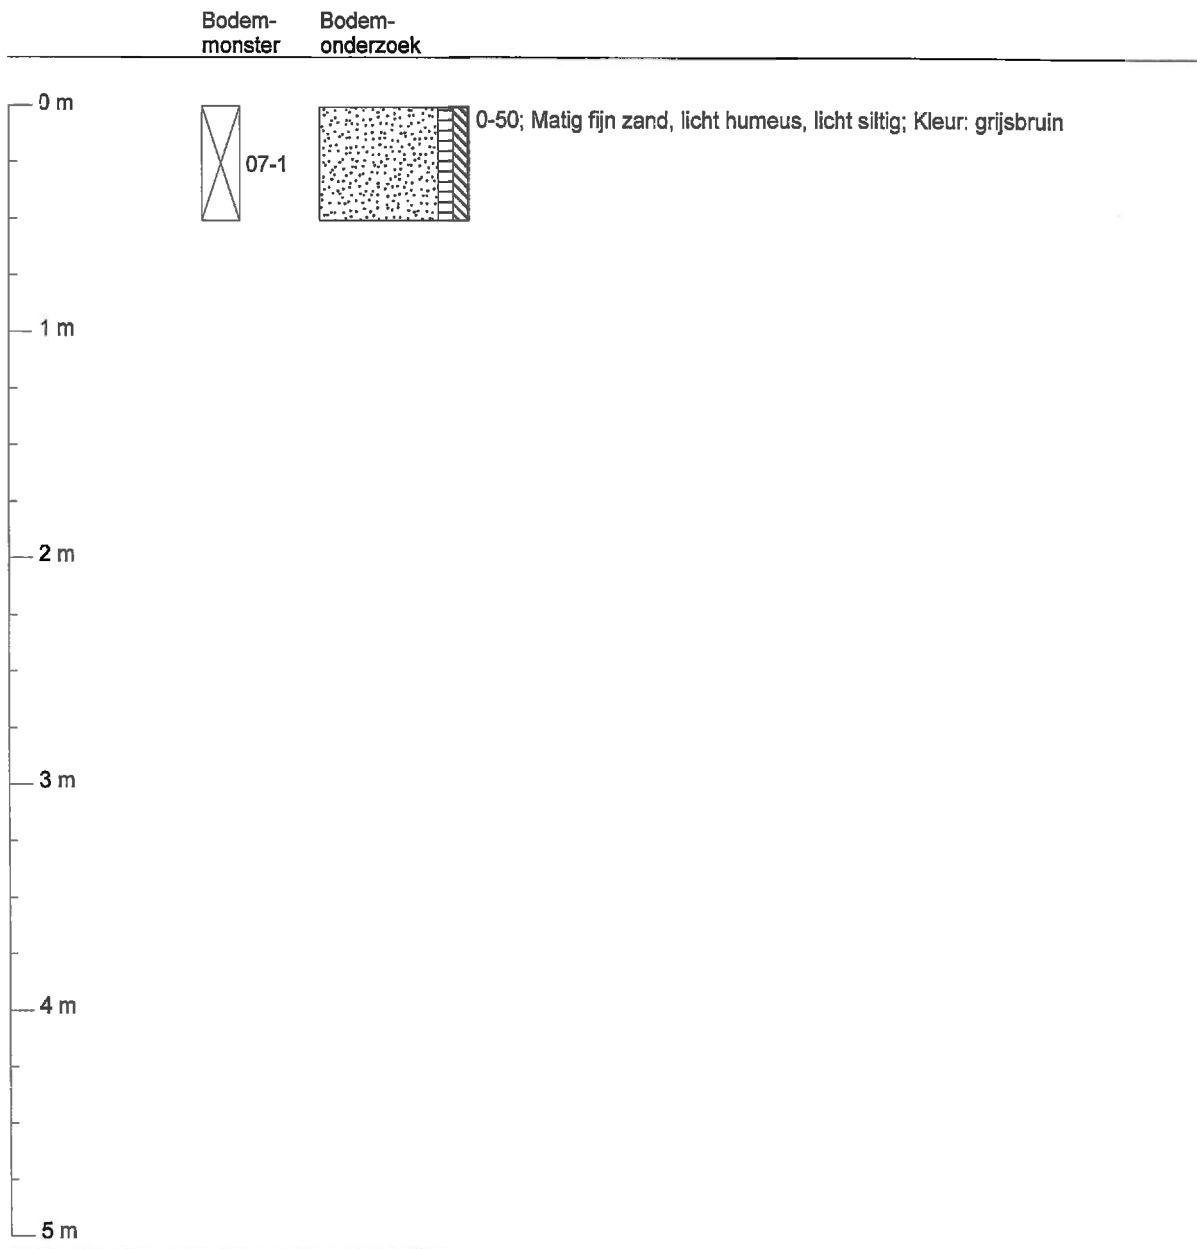 Bodem-
monster
Bodem-
onderzoek
0 m
0-50; Matig fijn zand, licht humeus, licht siltig; Kleur: grijsbruin
07-1
1 m
2 m
3 m
4 m
5 m